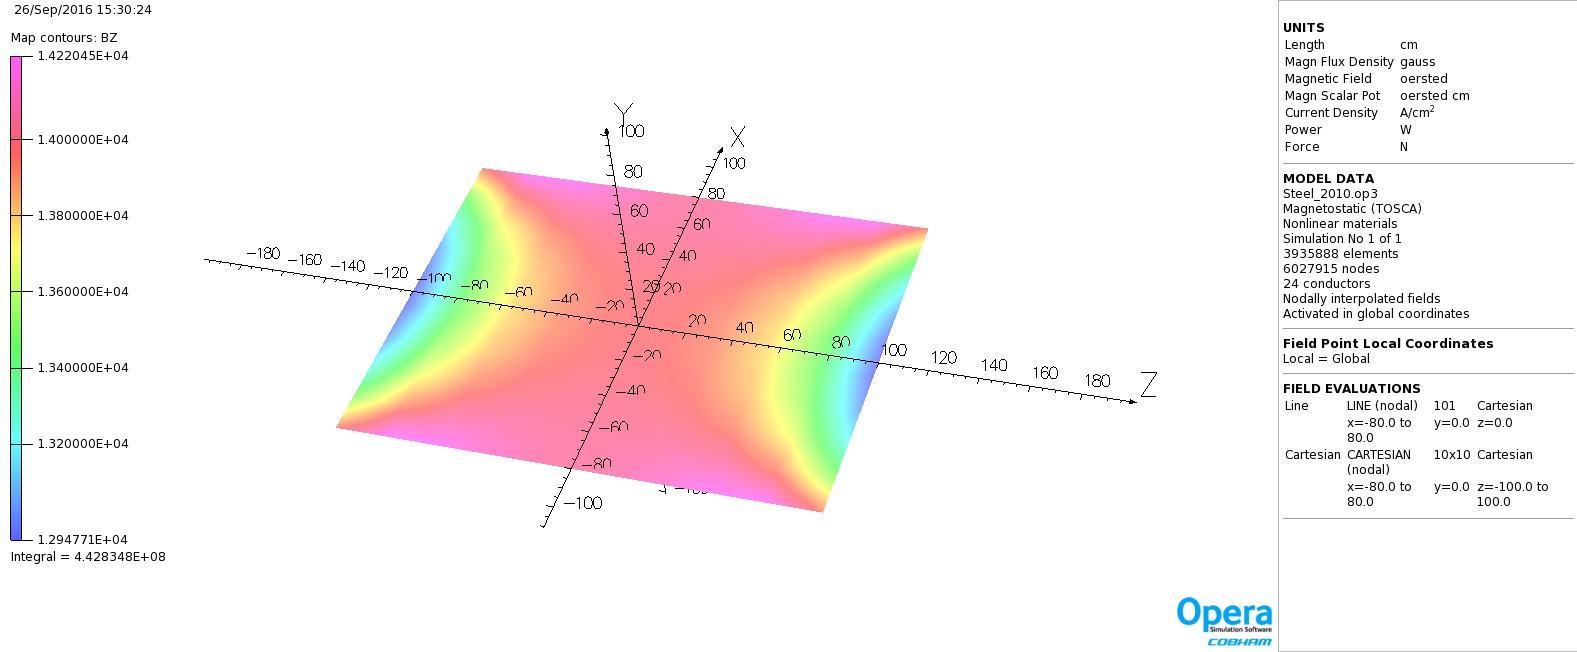 26/Sep/2016 15:30:24
Map contours: BZ
1.422045E+04
1.400000E+04
1.380000E+04
1.360000E+04
1.340000E+04
1.320000E+04
1.294771E+04
Integral = 4.428348E+08
Y
100
80
60
40
20
X
100
80
60
40
20
-20
-40
-60
-80
-100
-180 -160 -140 -120 -100 -80 -60 -40 -20
20 40 60 80 100 120 140 160 180
Z
UNITS
Length cm
Magn Flux Density gauss
Magnetic Field oersted
Magn Scalar Pot oersted cm
Current Density A/cm²
Power W
Force N
MODEL DATA
Steel_2010.op3
Magnetostatic (TOSCA)
Nonlinear materials
Simulation No 1 of 1
3935888 elements
6027915 nodes
24 conductors
Nodally interpolated fields
Activated in global coordinates
Field Point Local Coordinates
Local = Global
FIELD EVALUATIONS
Line LINE (nodal) 101 Cartesian
x=-80.0 to y=0.0 z=0.0
80.0
Cartesian CARTESIAN 10x10 Cartesian
(nodal)
x=-80.0 to y=0.0 z=-100.0 to
80.0 100.0
Opera
Simulation Software
COBHAM